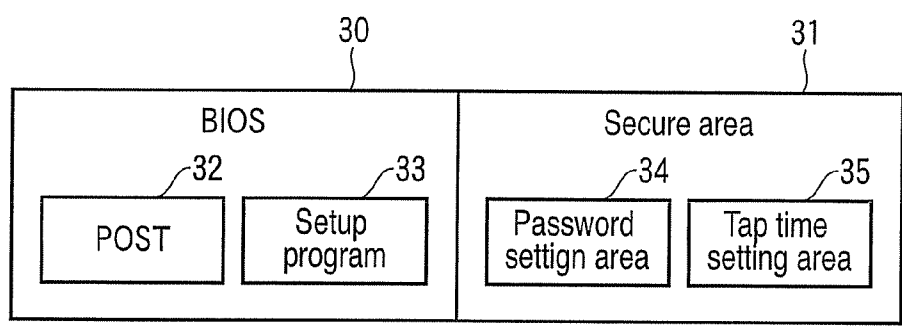 30
31
BIOS
Secure area
32
33
34
35
POST
Setup
program
Password
settign area
Tap time
setting area